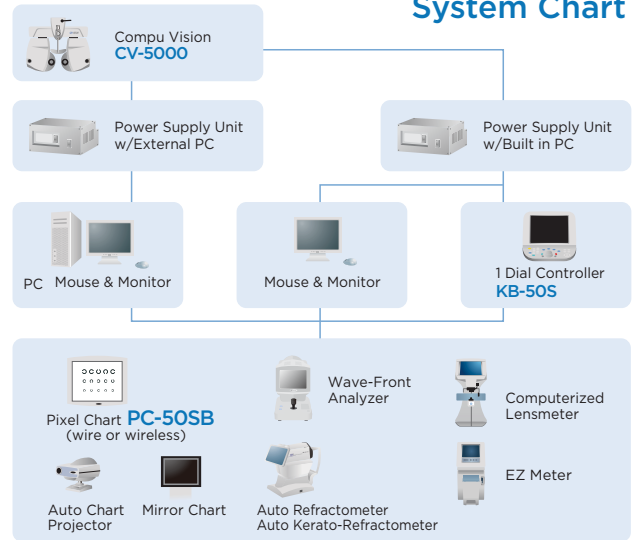 System Chart
Compu Vision
CV-5000
Power Supply Unit
w/External PC
Power Supply Unit
w/Built in PC
PC
Mouse & Monitor
Mouse & Monitor
1 Dial Controller
KB-50S
Pixel Chart PC-50SB
(wire or wireless)
Wave-Front
Analyzer
Computerized
Lensmeter
Auto Chart
Projector
Mirror Chart
Auto Refractometer
Auto Kerato-Refractometer
EZ Meter